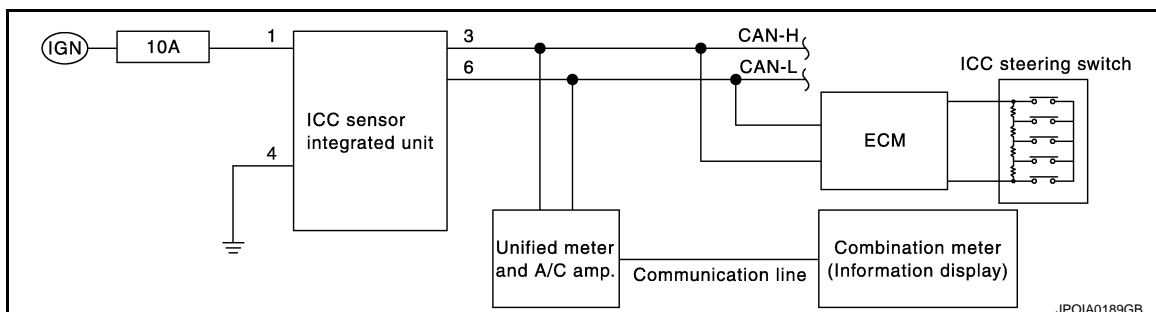 IGN
10A
1
3
6
4
ICC sensor
integrated unit
CAN-H
CAN-L
ICC steering switch
ECM
Unified meter
and A/C amp.
Communication line
Combination meter
(Information display)
JPOIA0189GB